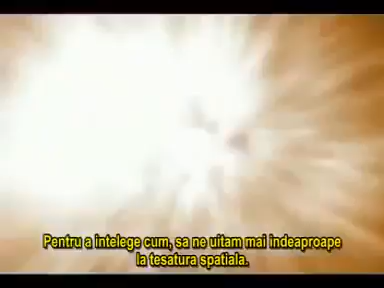 Pentru a intelege cum, sa ne uitam mai indeaproape
la tesatura spatiala.